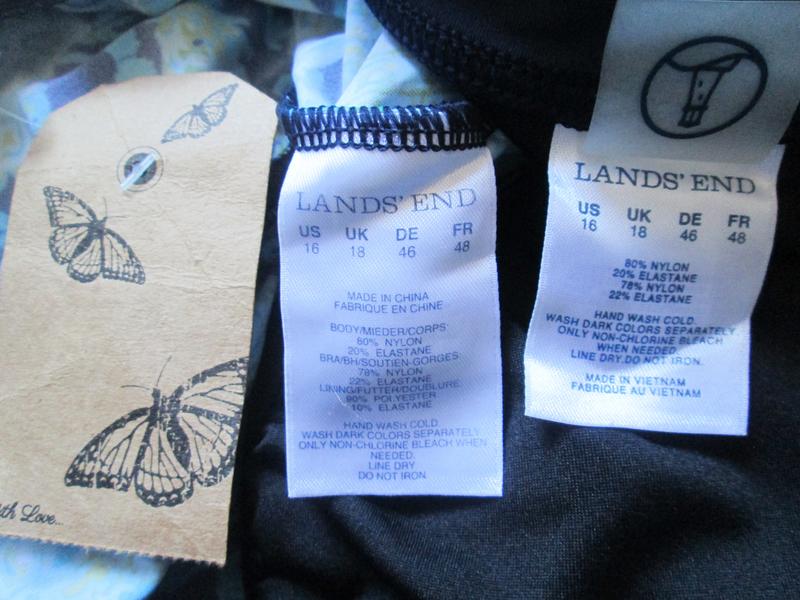 with Love...
LANDS' END
US UK DE FR
16 18 46 48
MADE IN CHINA
FABRIQUE EN CHINE
BODY/MIEDER/CORPS:
80% NYLON
20% ELASTANE
BRA/BH/SOUTIEN-GORGES:
78% NYLON
22% ELASTANE
LINING/FUTTER/DOUBLURE:
90% POLYESTER
10% ELASTANE
HAND WASH COLD.
WASH DARK COLORS SEPARATELY.
ONLY NON-CHLORINE BLEACH WHEN
NEEDED.
LINE DRY
DO NOT IRON.
LANDS' END
US UK DE FR
16 18 46 48
80% NYLON
20% ELASTANE
78% NYLON
22% ELASTANE
HAND WASH COLD.
WASH DARK COLORS SEPARATELY.
ONLY NON-CHLORINE BLEACH
WHEN NEEDED.
LINE DRY. DO NOT IRON.
MADE IN VIETNAM
FABRIQUE AU VIETNAM